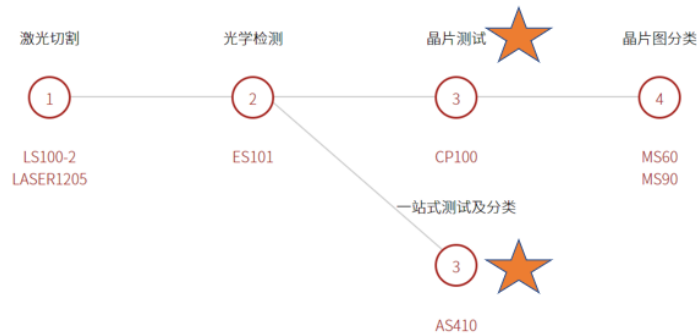 激光切割
光学检测
晶片测试
晶片图分类
1
2
3
4
LS100-2
LASER1205
ES101
CP100
MS60
MS90
一站式测试及分类
3
AS410